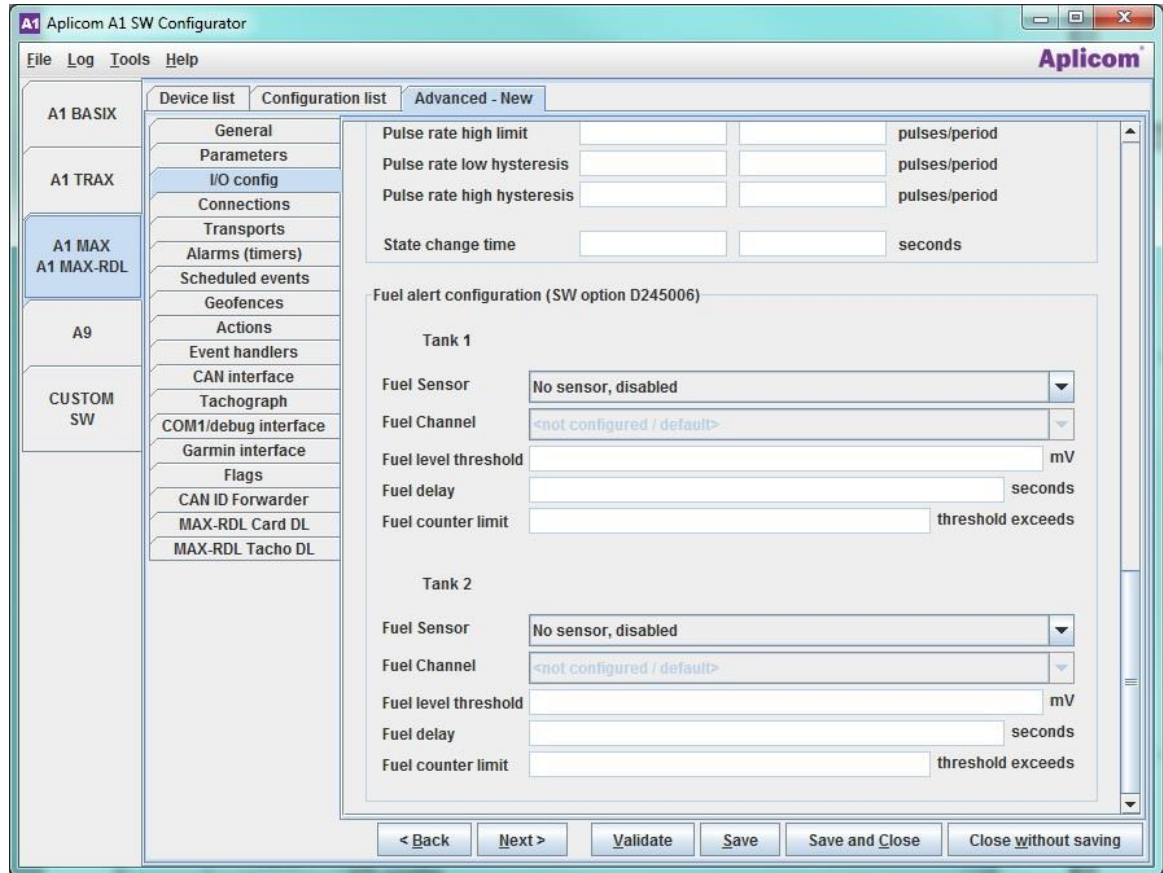 A1 Aplicom A1 SW Configurator
File Log Tools Help
Aplicom
A1 BASIX
A1 TRAX
A1 MAX
A1 MAX-RDL
A9
CUSTOM
SW
Device list
Configuration list
Advanced - New
General
Parameters
I/O config
Connections
Transports
Alarms (timers)
Scheduled events
Geofences
Actions
Event handlers
CAN interface
Tachograph
COM1/debug interface
Garmin interface
Flags
CAN ID Forwarder
MAX-RDL Card DL
MAX-RDL Tacho DL
Pulse rate high limit pulses/period
Pulse rate low hysteresis pulses/period
Pulse rate high hysteresis pulses/period
State change time seconds
Fuel alert configuration (SW option D245006)
Tank 1
Fuel Sensor No sensor, disabled
Fuel Channel <not configured / default>
Fuel level threshold mV
Fuel delay seconds
Fuel counter limit threshold exceeds
Tank 2
Fuel Sensor No sensor, disabled
Fuel Channel <not configured / default>
Fuel level threshold mV
Fuel delay seconds
Fuel counter limit threshold exceeds
< Back Next > Validate Save Save and Close Close without saving